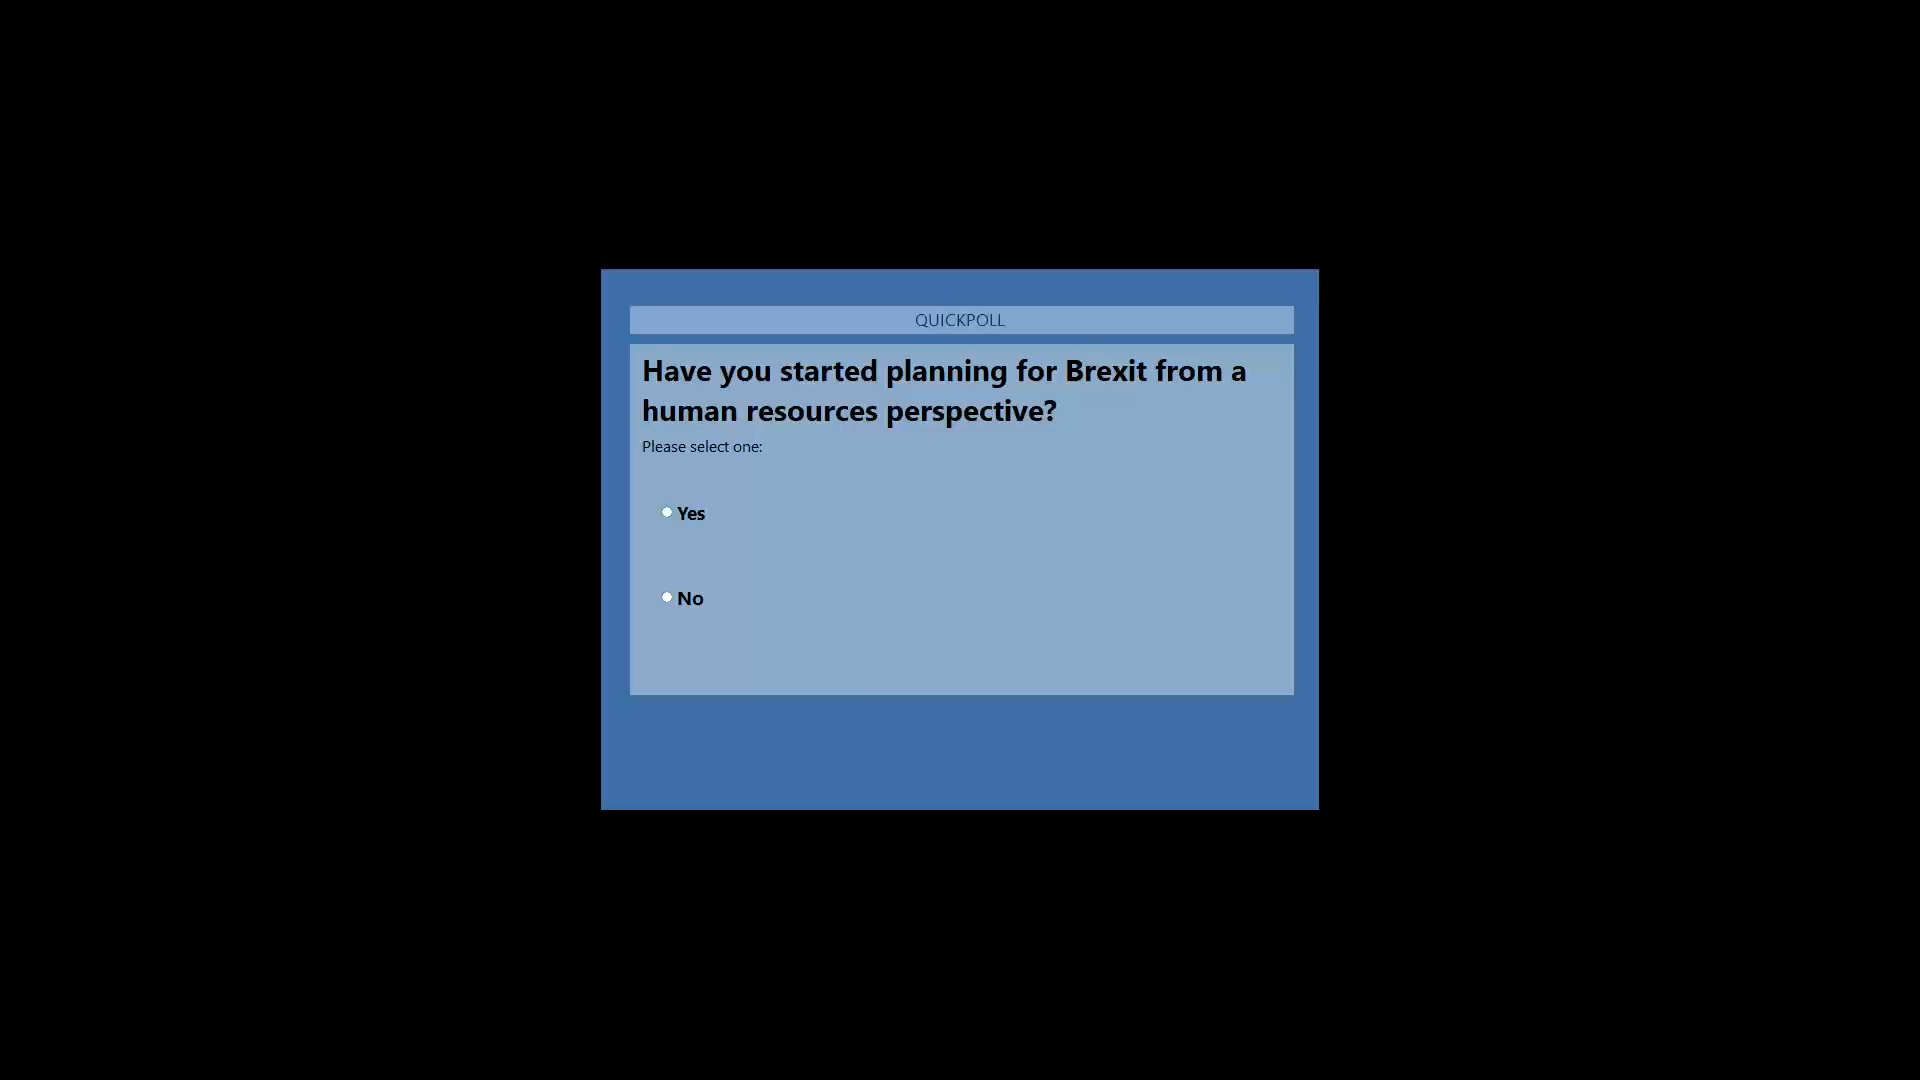 QUICKPOLL
Have you started planning for Brexit from a
human resources perspective?
Please select one:
Yes
No